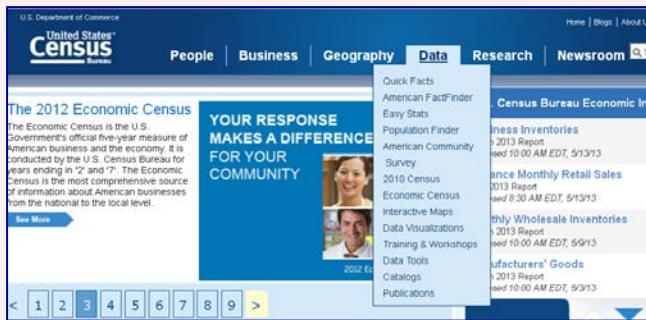 U.S. Department of Commerce
Home | Blogs | About U
United States™
Census
Bureau
People | Business | Geography | Data | Research | Newsroom
Quick Facts
American FactFinder
Easy Stats
Population Finder
American Community
Survey
2010 Census
Economic Census
Interactive Maps
Data Visualizations
Training & Workshops
Data Tools
Catalogs
Publications
The 2012 Economic Census
The Economic Census is the U.S.
Government's official five-year measure of
American business and the economy. It is
conducted by the U.S. Census Bureau for
years ending in '2' and '7'. The Economic
Census is the most comprehensive source
of information about American businesses
from the national to the local level.
See More
YOUR RESPONSE
MAKES A DIFFERENCE
FOR YOUR
COMMUNITY
2012 Ec
. Census Bureau Economic In
iness Inventories
2013 Report
sed 10:00 AM EDT, 5/13/13
ance Monthly Retail Sales
2013 Report
sed 8:30 AM EDT, 5/13/13
thly Wholesale Inventories
2013 Report
sed 10:00 AM EDT, 5/9/13
ufacturers' Goods
2013 Report
sed 10:00 AM EDT, 5/3/13
< 1 2 3 4 5 6 7 8 9 >